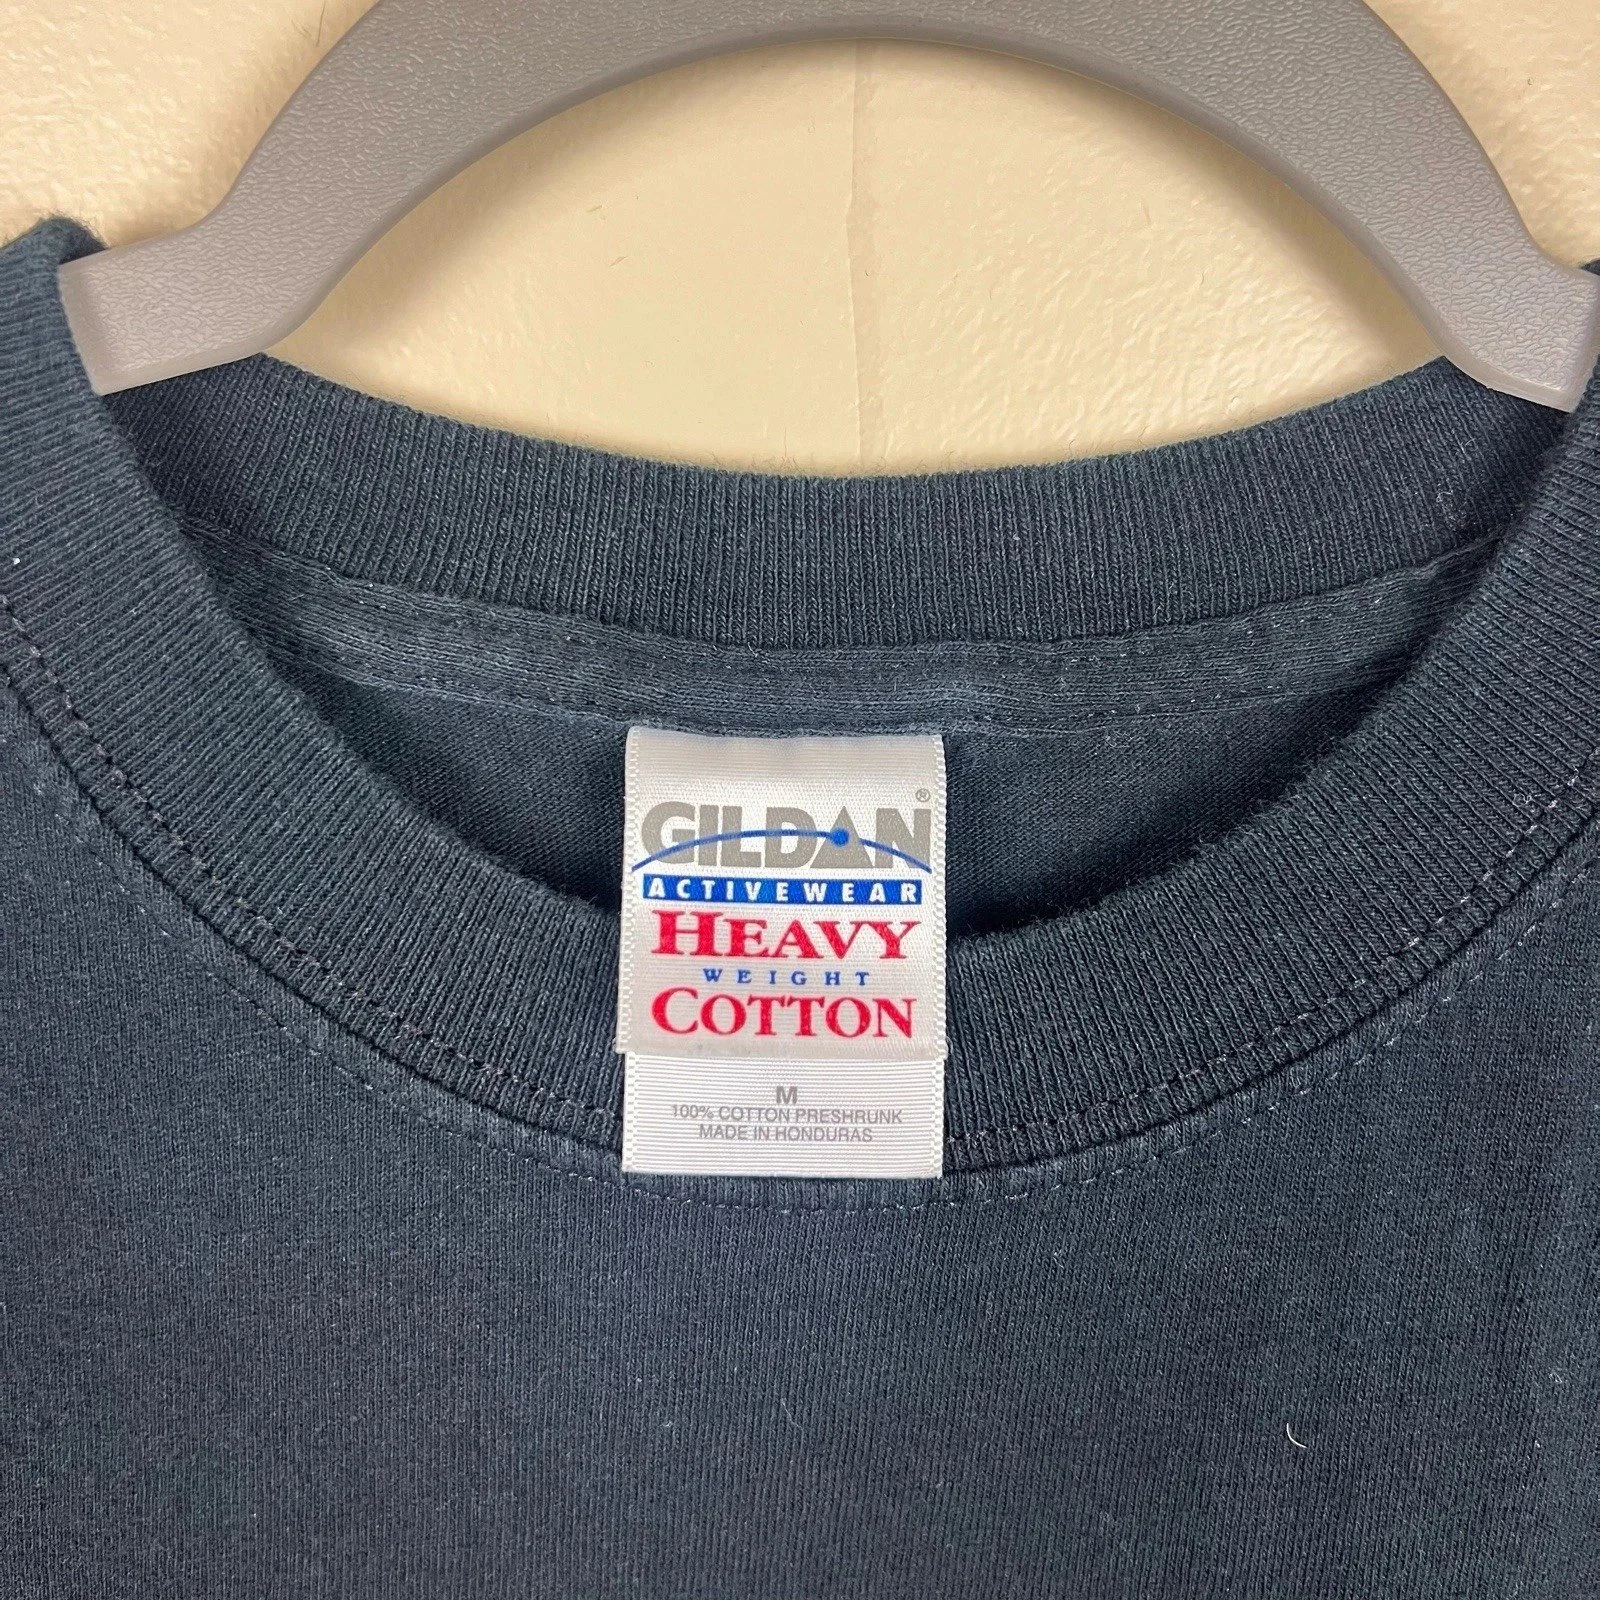 GILDAN®
ACTIVEWEAR
HEAVY
WEIGHT
COTTON
M
100% COTTON PRESHRUNK
MADE IN HONDURAS